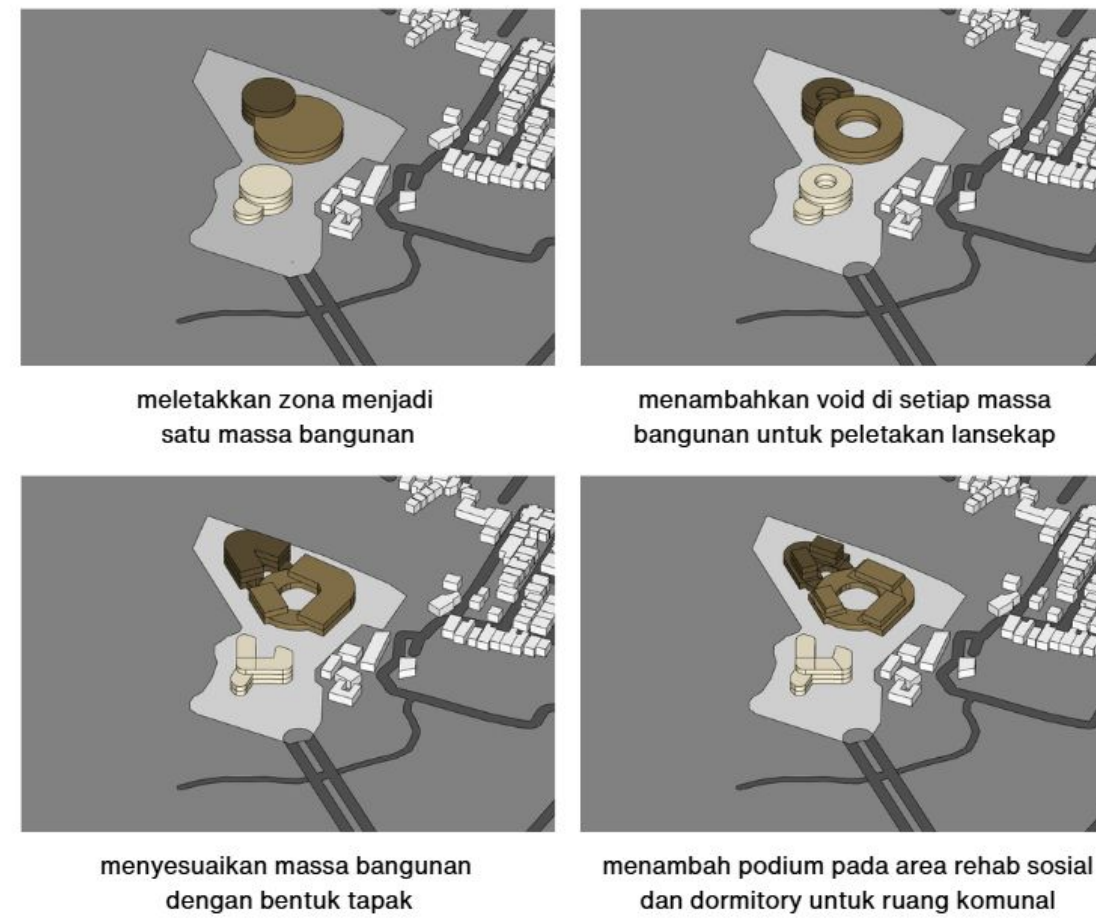 meletakkan zona menjadi
satu massa bangunan
menambahkan void di setiap massa
bangunan untuk peletakan lansekap
menyesuaikan massa bangunan
dengan bentuk tapak
menambah podium pada area rehab sosial
dan dormitory untuk ruang komunal